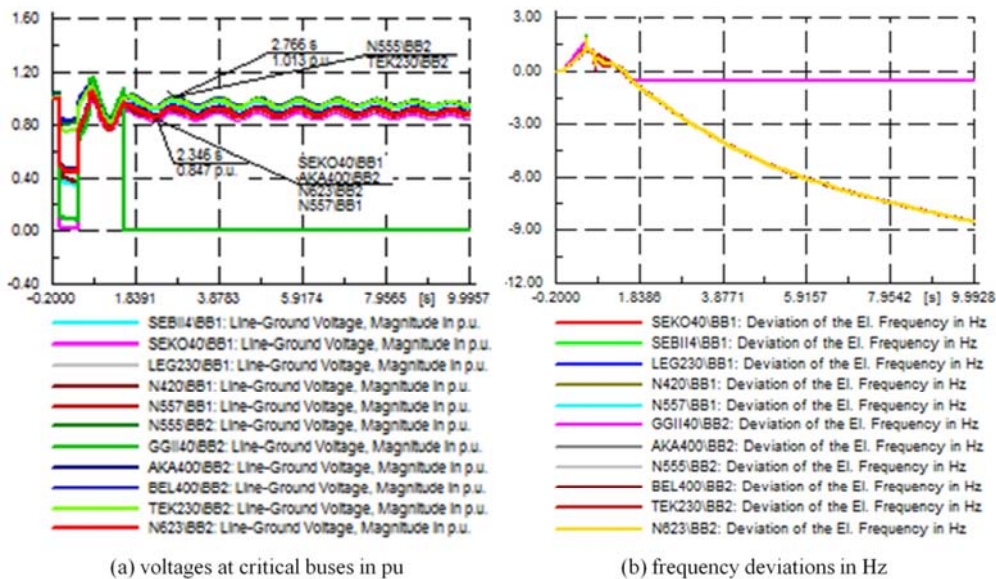 1.60
1.20
0.80
0.40
0.00
-0.40
-0.2000
1.8391
3.8783
5.9174
7.9565
[s]
9.9957
2.766 s
1.013 p.u.
N555\BB2
TEK230\BB2
2.346 s
0.847 p.u.
SEKO40\BB1
AKA400\BB2
N623\BB2
N557\BB1
SEBII4\BB1: Line-Ground Voltage, Magnitude in p.u.
SEKO40\BB1: Line-Ground Voltage, Magnitude in p.u.
LEG230\BB1: Line-Ground Voltage, Magnitude in p.u.
N420\BB1: Line-Ground Voltage, Magnitude in p.u.
N557\BB1: Line-Ground Voltage, Magnitude in p.u.
N555\BB2: Line-Ground Voltage, Magnitude in p.u.
GGII40\BB2: Line-Ground Voltage, Magnitude in p.u.
AKA400\BB2: Line-Ground Voltage, Magnitude in p.u.
BEL400\BB2: Line-Ground Voltage, Magnitude in p.u.
TEK230\BB2: Line-Ground Voltage, Magnitude in p.u.
N623\BB2: Line-Ground Voltage, Magnitude in p.u.
(a) voltages at critical buses in pu
3.00
0.00
-3.00
-6.00
-9.00
-12.00
-0.2000
1.8386
3.8771
5.9157
7.9542
[s]
9.9928
SEKO40\BB1: Deviation of the El. Frequency in Hz
SEBII4\BB1: Deviation of the El. Frequency in Hz
LEG230\BB1: Deviation of the El. Frequency in Hz
N420\BB1: Deviation of the El. Frequency in Hz
N557\BB1: Deviation of the El. Frequency in Hz
GGII40\BB2: Deviation of the El. Frequency in Hz
AKA400\BB2: Deviation of the El. Frequency in Hz
N555\BB2: Deviation of the El. Frequency in Hz
BEL400\BB2: Deviation of the El. Frequency in Hz
TEK230\BB2: Deviation of the El. Frequency in Hz
N623\BB2: Deviation of the El. Frequency in Hz
(b) frequency deviations in Hz